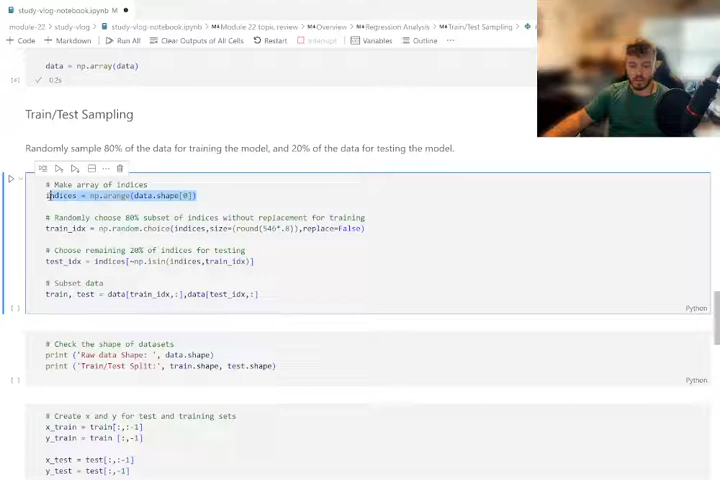 study-vlog-notebook.ipynb M
module-22 > study-vlog > study-vlog-notebook.ipynb > Module 22 topic review > Overview > Regression Analysis > Train/Test Sampling >
+ Code + Markdown Run All Clear Outputs of All Cells Restart Interrupt Variables Outline ...
data = np.array(data)
[4] 0.2s
Train/Test Sampling
Randomly sample 80% of the data for training the model, and 20% of the data for testing the model.
# Make array of indices
indices = np.arange(data.shape[0])
# Randomly choose 80% subset of indices without replacement for training
train_idx = np.random.choice(indices,size=(round(546*.8)),replace=False)
# Choose remaining 20% of indices for testing
test_idx = indices[~np.isin(indices,train_idx)]
# Subset data
train, test = data[train_idx,:],data[test_idx,:]
[ ] Python
# Check the shape of datasets
print ('Raw data Shape: ', data.shape)
print ('Train/Test Split:', train.shape, test.shape)
[ ] Python
# Create x and y for test and training sets
x_train = train[:,:-1]
y_train = train [:,-1]
x_test = test[:,:-1]
y_test = test[:,-1]